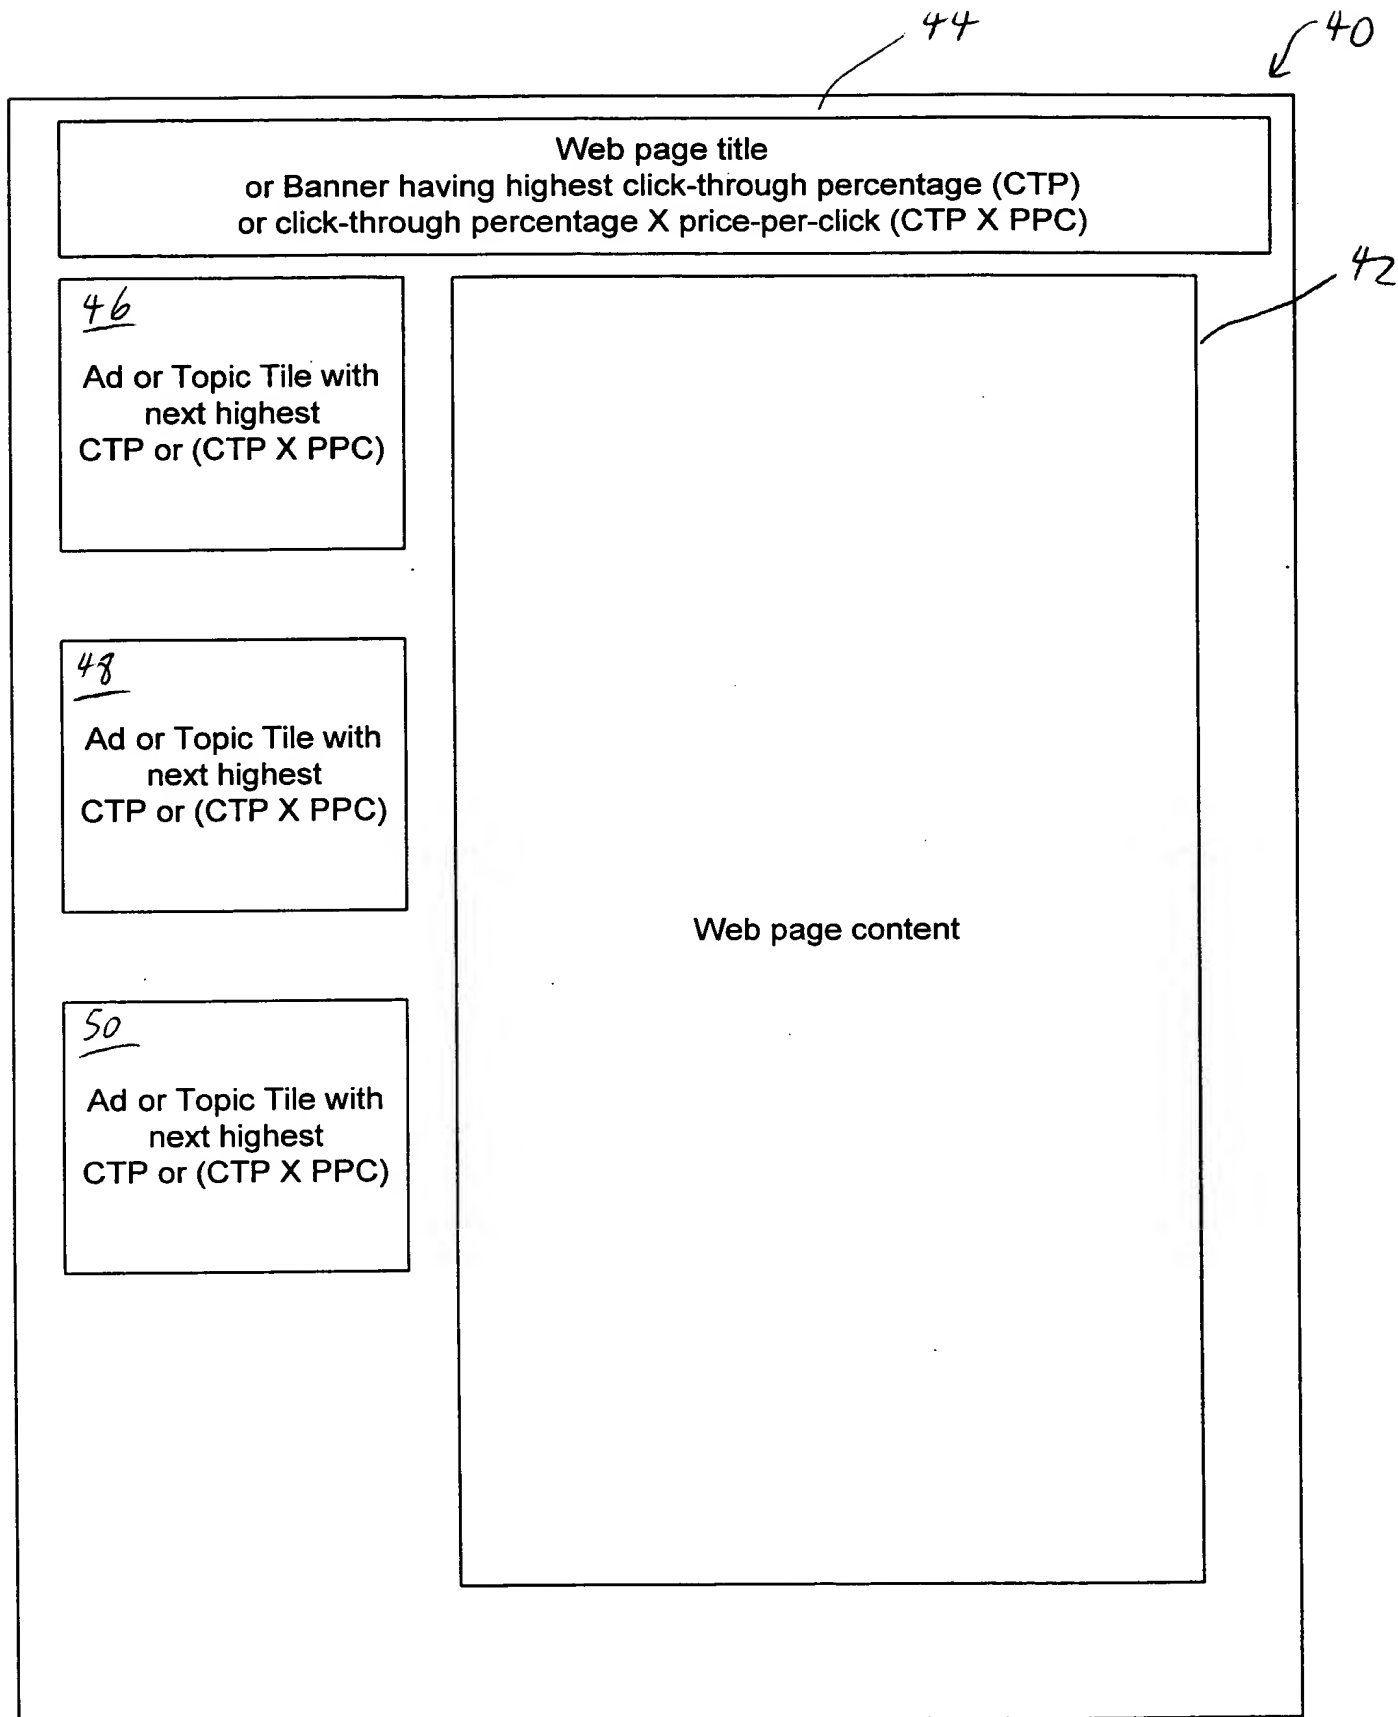 44
40
Web page title
or Banner having highest click-through percentage (CTP)
or click-through percentage X price-per-click (CTP X PPC)
42
46
Ad or Topic Tile with
next highest
CTP or (CTP X PPC)
48
Ad or Topic Tile with
next highest
CTP or (CTP X PPC)
Web page content
50
Ad or Topic Tile with
next highest
CTP or (CTP X PPC)